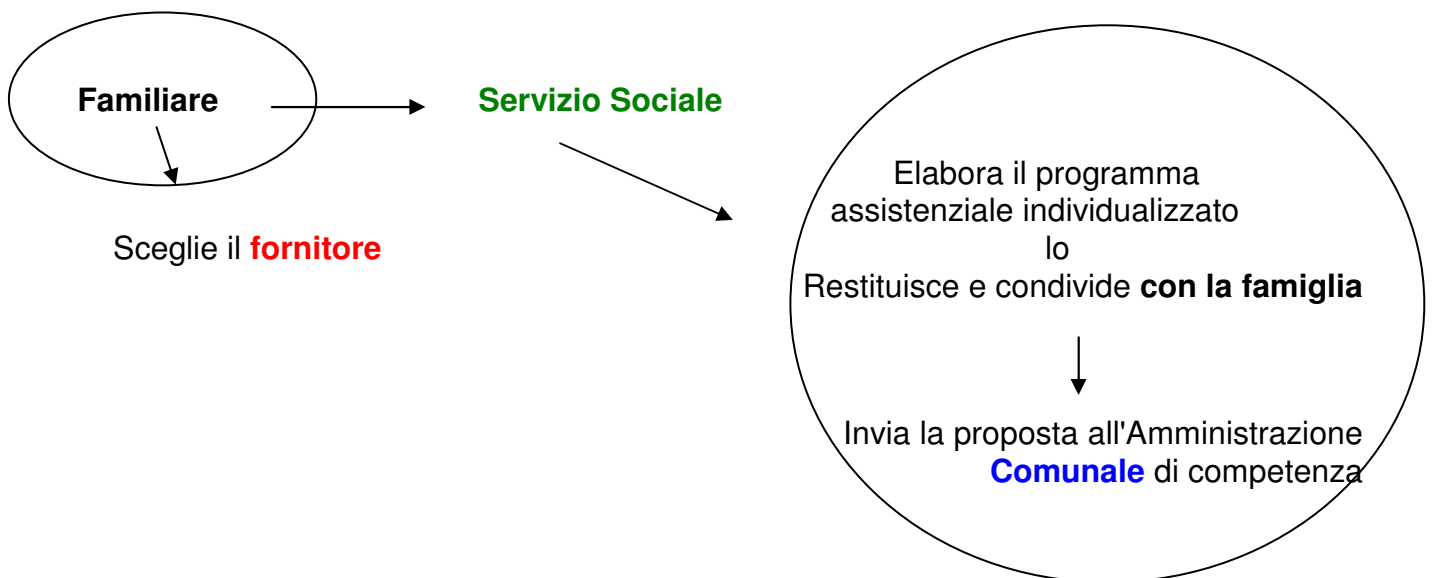 Familiare
Servizio Sociale
Sceglie il fornitore
Elabora il programma
assistenziale individualizzato
lo
Restituisce e condivide con la famiglia
Invia la proposta all'Amministrazione
Comunale di competenza